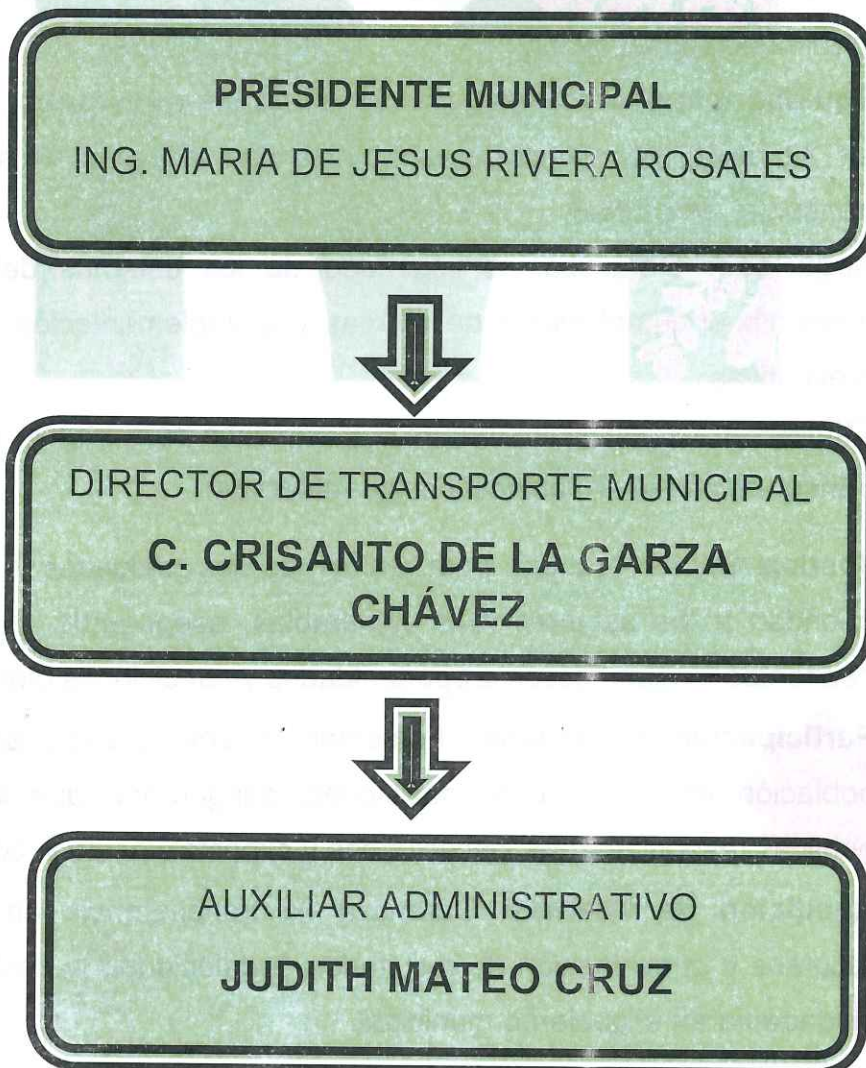 PRESIDENTE MUNICIPAL
ING. MARIA DE JESUS RIVERA ROSALES
DIRECTOR DE TRANSPORTE MUNICIPAL
C. CRISANTO DE LA GARZA
CHÁVEZ
AUXILIAR ADMINISTRATIVO
JUDITH MATEO CRUZ